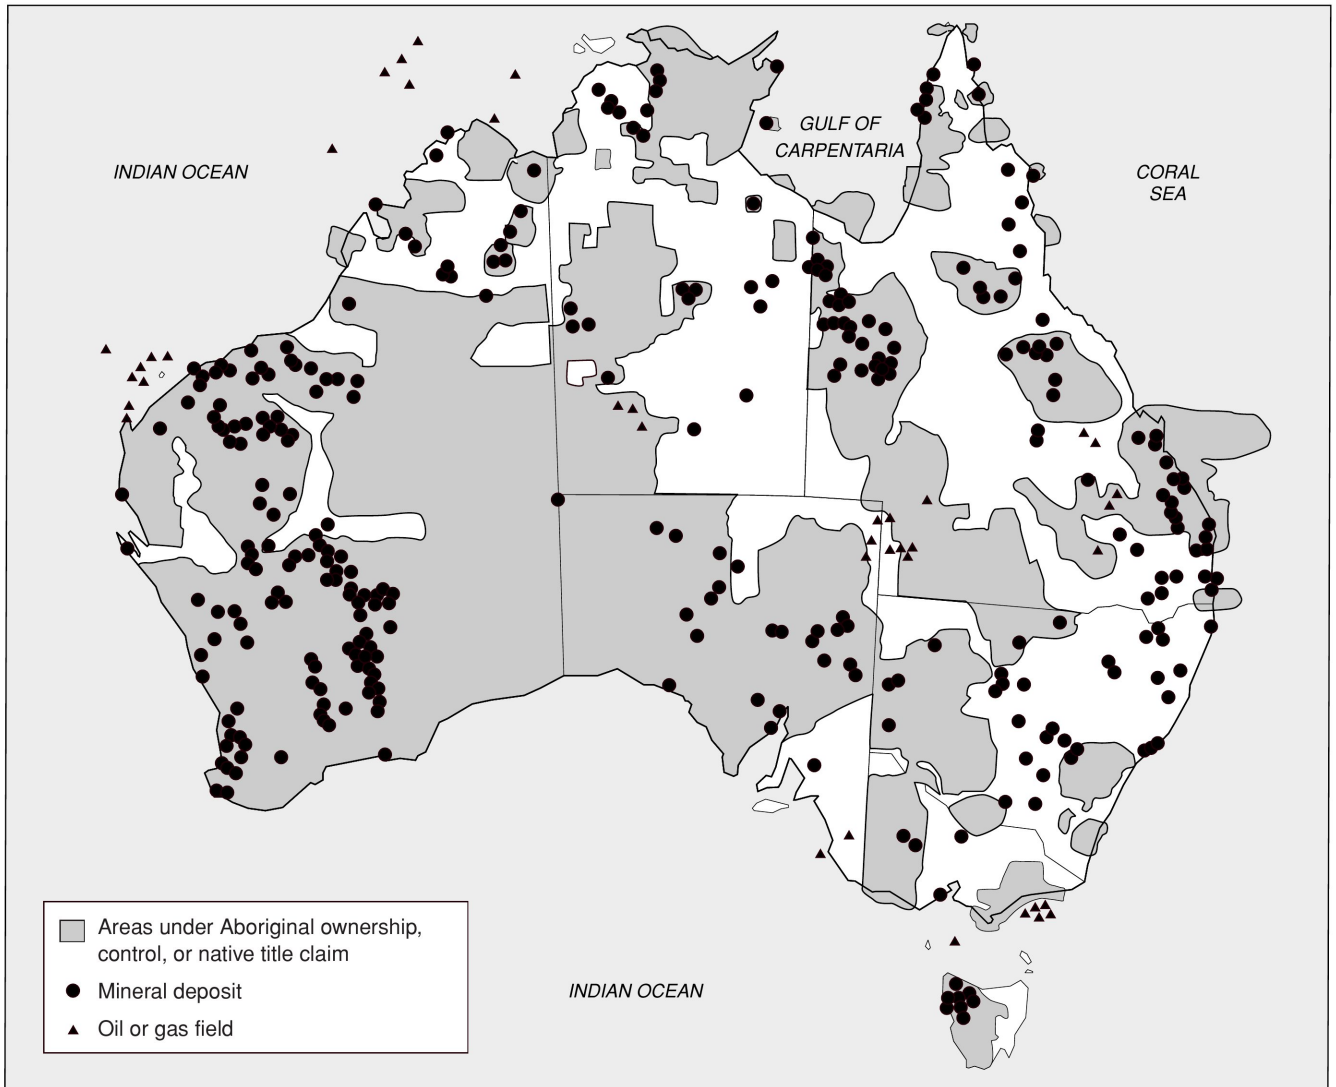 GULF OF
CARPENTARIA
INDIAN OCEAN
CORAL
SEA
Areas under Aboriginal ownership,
control, or native title claim
Mineral deposit
Oil or gas field
INDIAN OCEAN